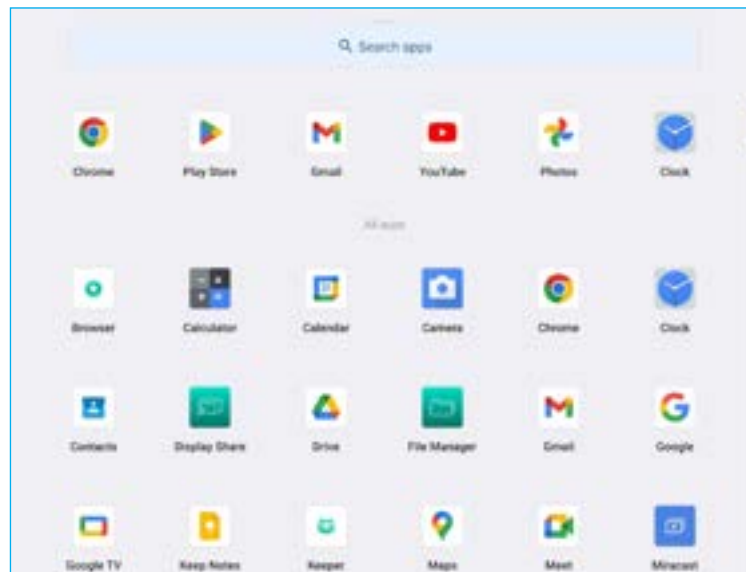 Search apps
Chrome Play Store Gmail YouTube Photos Clock
All apps
Browser Calculator Calendar Camera Chrome Clock
Contacts Display Share Drive File Manager Gmail Google
Google TV Keep Notes Keeper Maps Meet Miracast